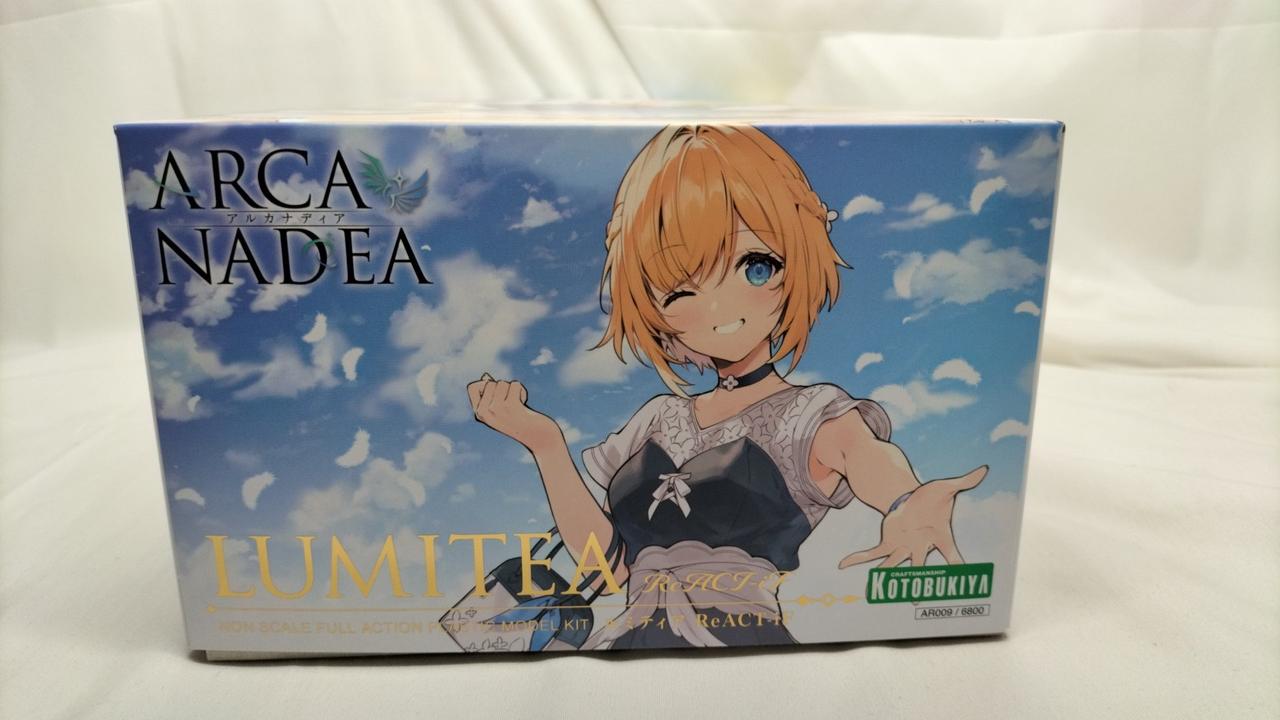 ARCA
アルカナディア
NADEA
LUMITEA ReACT-iF
NON SCALE FULL ACTION PLASTIC MODEL KIT ルミティア ReACT-iF
CRAFTSMANSHIP
KOTOBUKIYA
AR009 / 6800